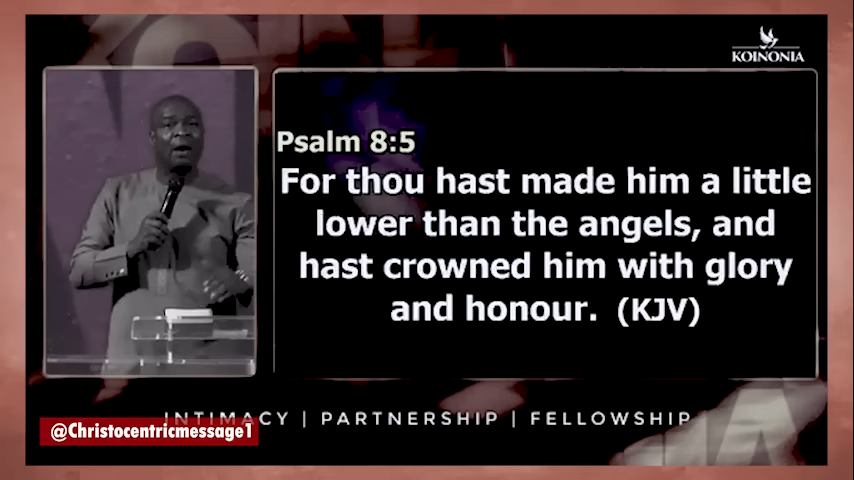 KOINONIA
Psalm 8:5
For thou hast made him a little
lower than the angels, and
hast crowned him with glory
and honour. (KJV)
INTIMACY | PARTNERSHIP | FELLOWSHIP
@Christocentricmessage1